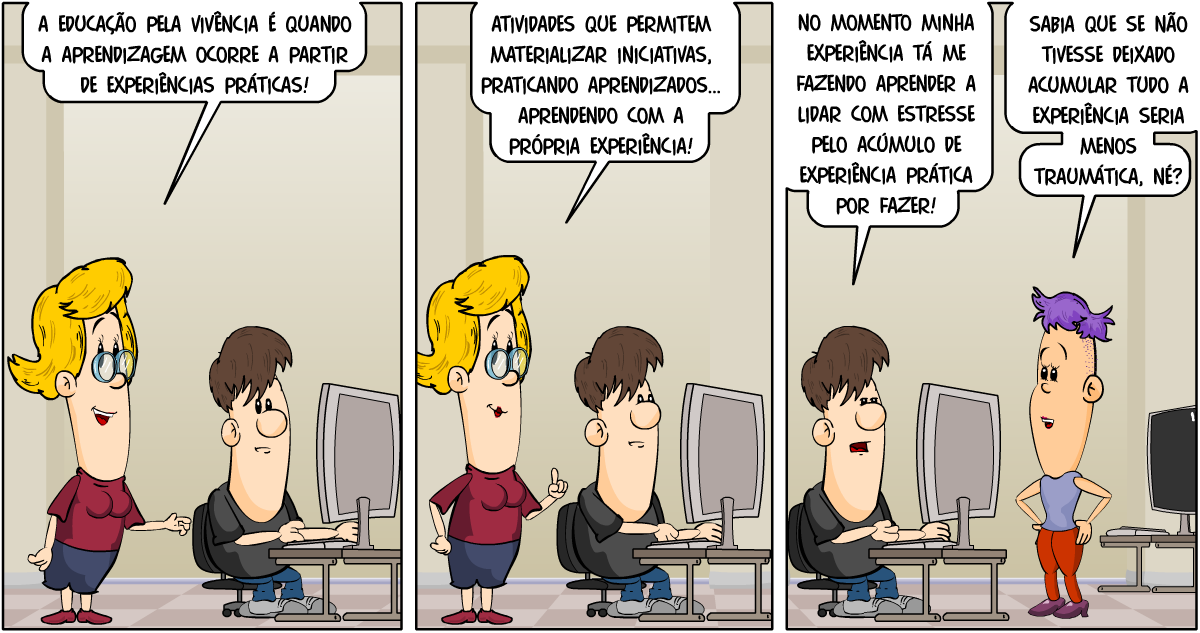 A EDUCAÇÃO PELA VIVÊNCIA É QUANDO
A APRENDIZAGEM OCORRE A PARTIR
DE EXPERIÊNCIAS PRÁTICAS!
ATIVIDADES QUE PERMITEM
MATERIALIZAR INICIATIVAS,
PRATICANDO APRENDIZADOS...
APRENDENDO COM A
PRÓPRIA EXPERIÊNCIA!
NO MOMENTO MINHA
EXPERIÊNCIA TÁ ME
FAZENDO APRENDER A
LIDAR COM ESTRESSE
PELO ACÚMULO DE
EXPERIÊNCIA PRÁTICA
POR FAZER!
SABIA QUE SE NÃO
TIVESSE DEIXADO
ACUMULAR TUDO A
EXPERIÊNCIA SERIA
MENOS
TRAUMÁTICA, NÉ?